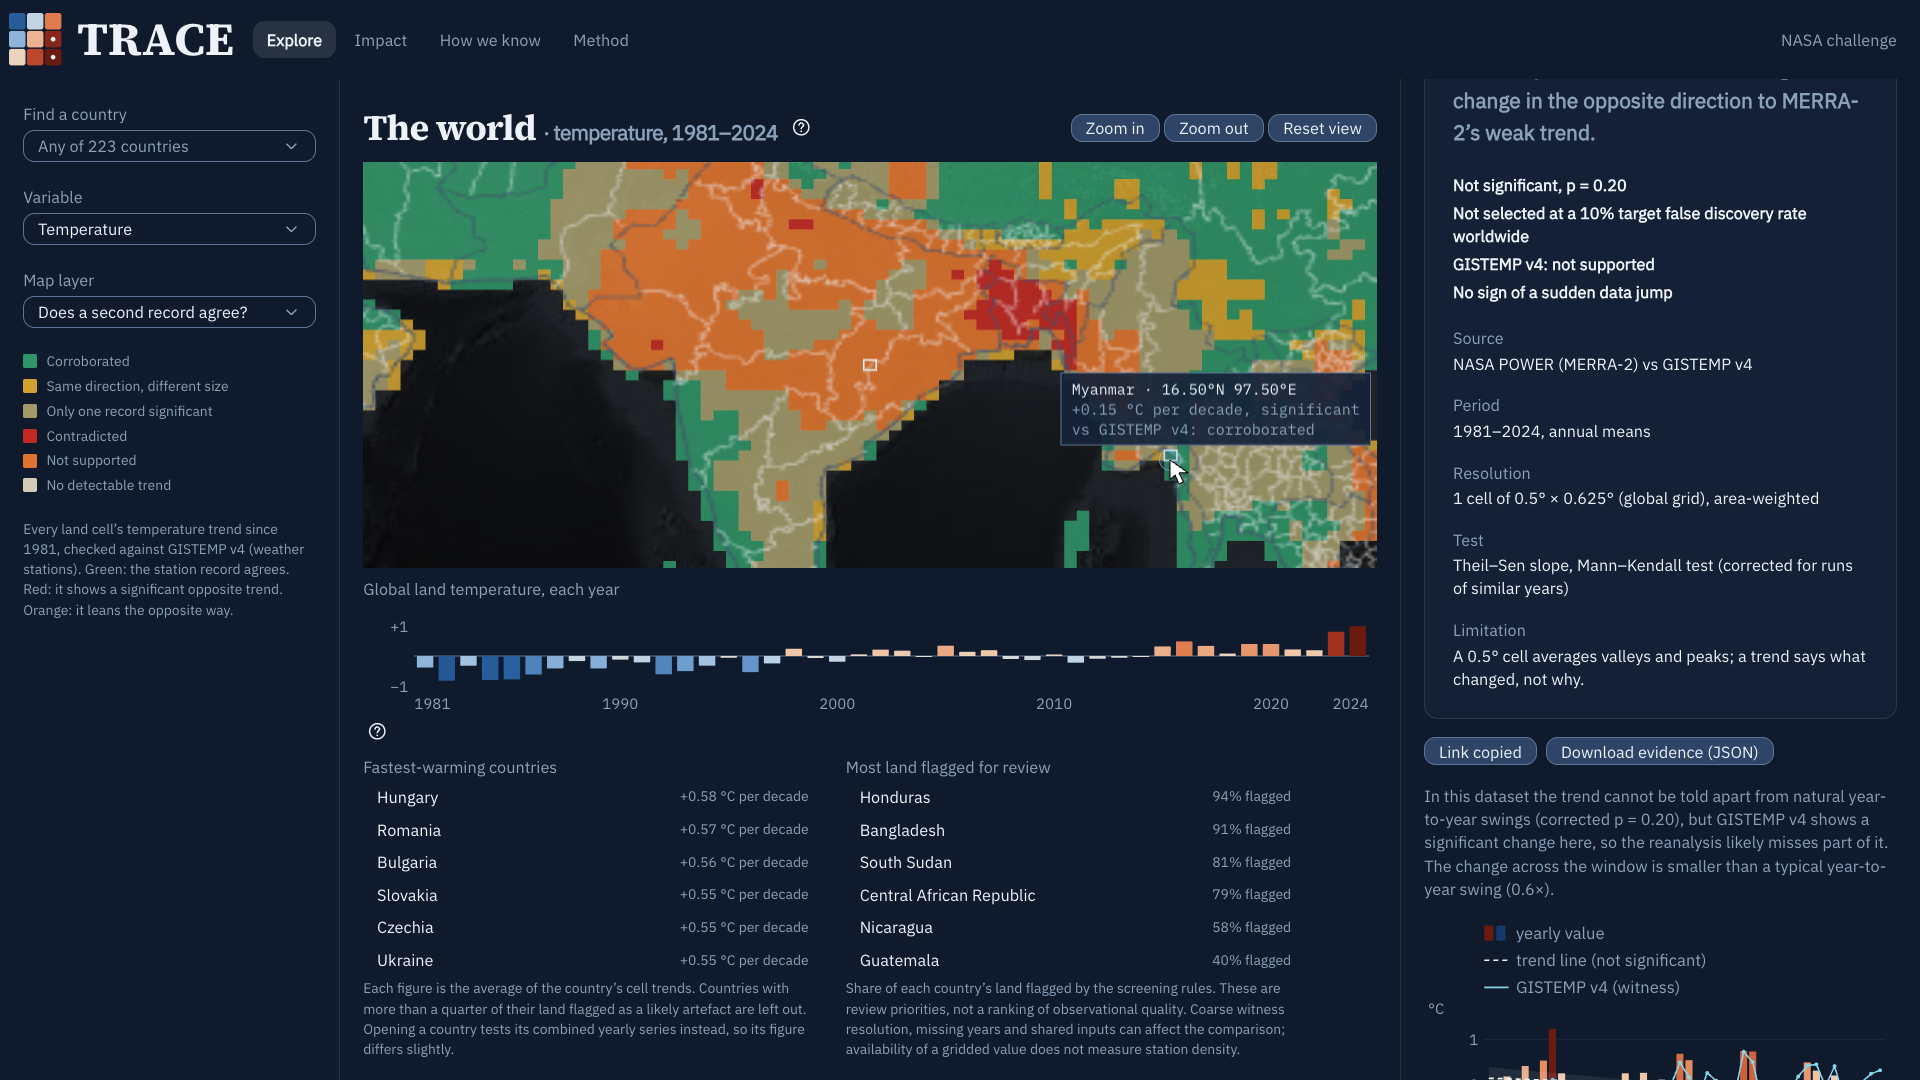 TRACE
Explore
Impact
How we know
Method
NASA challenge
Find a country
Any of 223 countries
Variable
Temperature
Map layer
Does a second record agree?
Corroborated
Same direction, different size
Only one record significant
Contradicted
Not supported
No detectable trend
Every land cell’s temperature trend since
1981, checked against GISTEMP v4 (weather
stations). Green: the station record agrees.
Red: it shows a significant opposite trend.
Orange: it leans the opposite way.
The world · temperature, 1981–2024
Zoom in
Zoom out
Reset view
Myanmar · 16.50°N 97.50°E
+0.15 °C per decade, significant
vs GISTEMP v4: corroborated
Global land temperature, each year
+1
−1
1981
1990
2000
2010
2020
2024
Fastest-warming countries
Hungary +0.58 °C per decade
Romania +0.57 °C per decade
Bulgaria +0.56 °C per decade
Slovakia +0.55 °C per decade
Czechia +0.55 °C per decade
Ukraine +0.55 °C per decade
Each figure is the average of the country’s cell trends. Countries with
more than a quarter of their land flagged as a likely artefact are left out.
Opening a country tests its combined yearly series instead, so its figure
differs slightly.
Most land flagged for review
Honduras 94% flagged
Bangladesh 91% flagged
South Sudan 81% flagged
Central African Republic 79% flagged
Nicaragua 58% flagged
Guatemala 40% flagged
Share of each country’s land flagged by the screening rules. These are
review priorities, not a ranking of observational quality. Coarse witness
resolution, missing years and shared inputs can affect the comparison;
availability of a gridded value does not measure station density.
change in the opposite direction to MERRA-
2’s weak trend.
Not significant, p = 0.20
Not selected at a 10% target false discovery rate
worldwide
GISTEMP v4: not supported
No sign of a sudden data jump
Source
NASA POWER (MERRA-2) vs GISTEMP v4
Period
1981–2024, annual means
Resolution
1 cell of 0.5° × 0.625° (global grid), area-weighted
Test
Theil–Sen slope, Mann–Kendall test (corrected for runs
of similar years)
Limitation
A 0.5° cell averages valleys and peaks; a trend says what
changed, not why.
Link copied
Download evidence (JSON)
In this dataset the trend cannot be told apart from natural year-
to-year swings (corrected p = 0.20), but GISTEMP v4 shows a
significant change here, so the reanalysis likely misses part of it.
The change across the window is smaller than a typical year-to-
year swing (0.6×).
yearly value
trend line (not significant)
GISTEMP v4 (witness)
°C
1